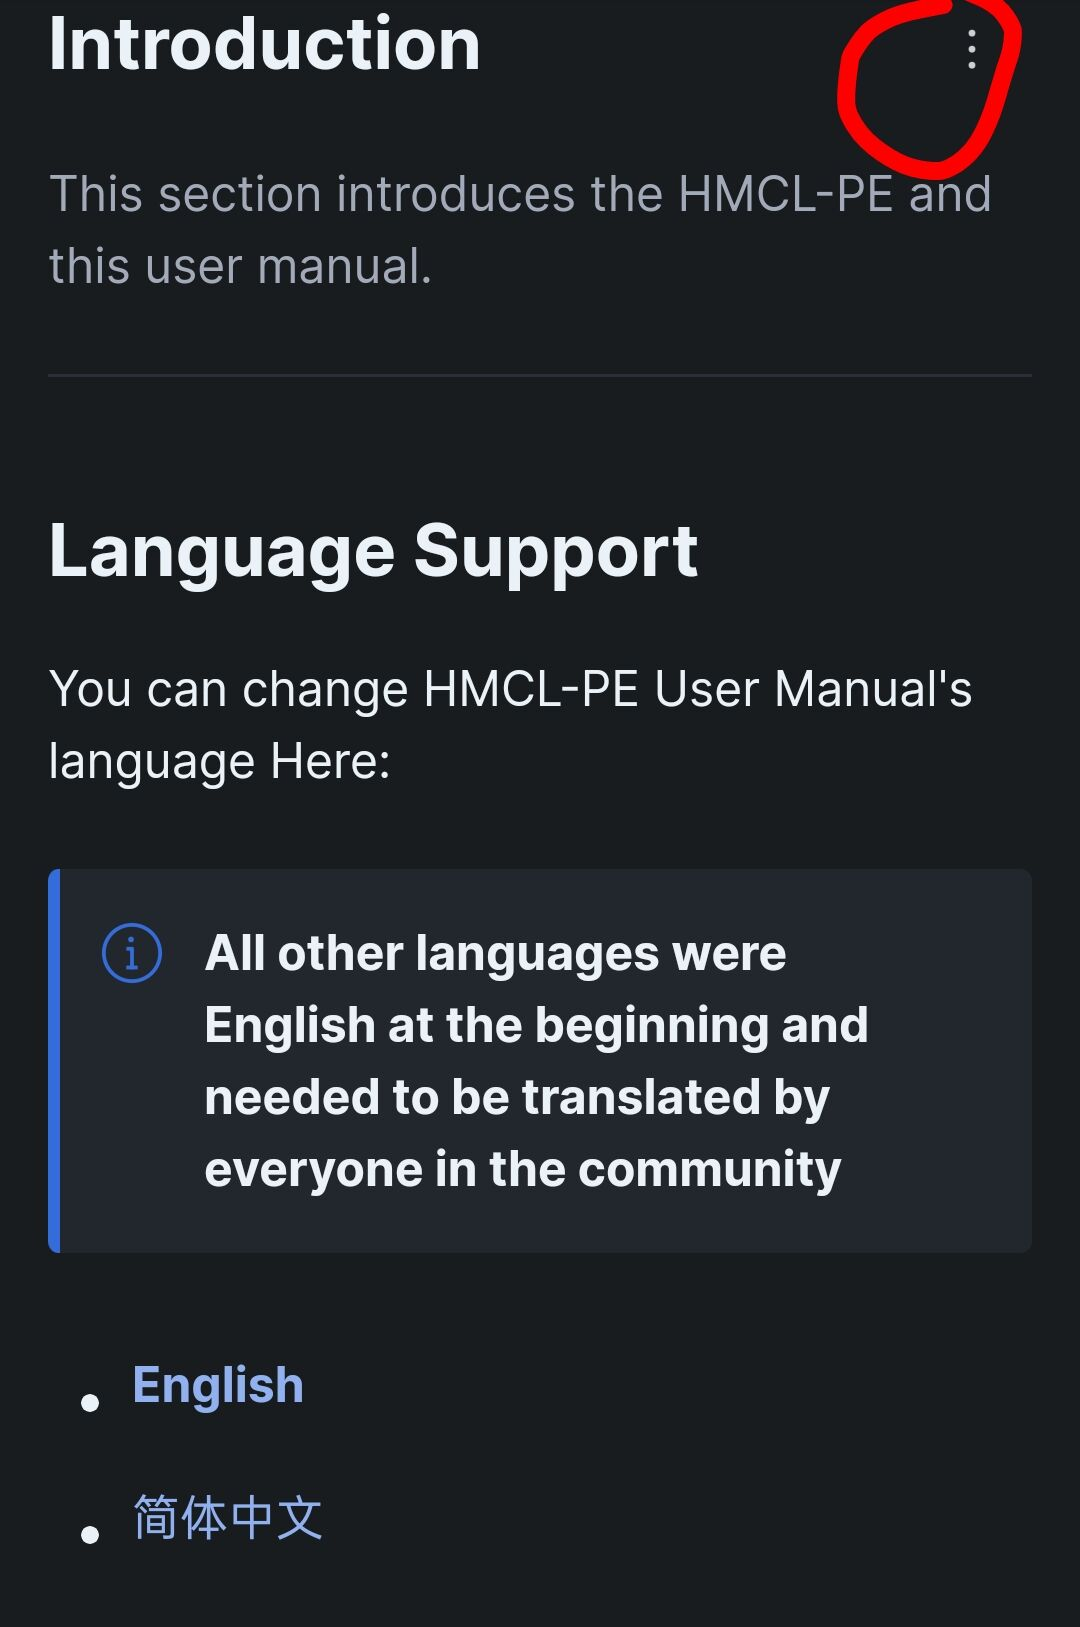 Introduction
This section introduces the HMCL-PE and
this user manual.
Language Support
You can change HMCL-PE User Manual's
language Here:
All other languages were
English at the beginning and
needed to be translated by
everyone in the community
English
简体中文